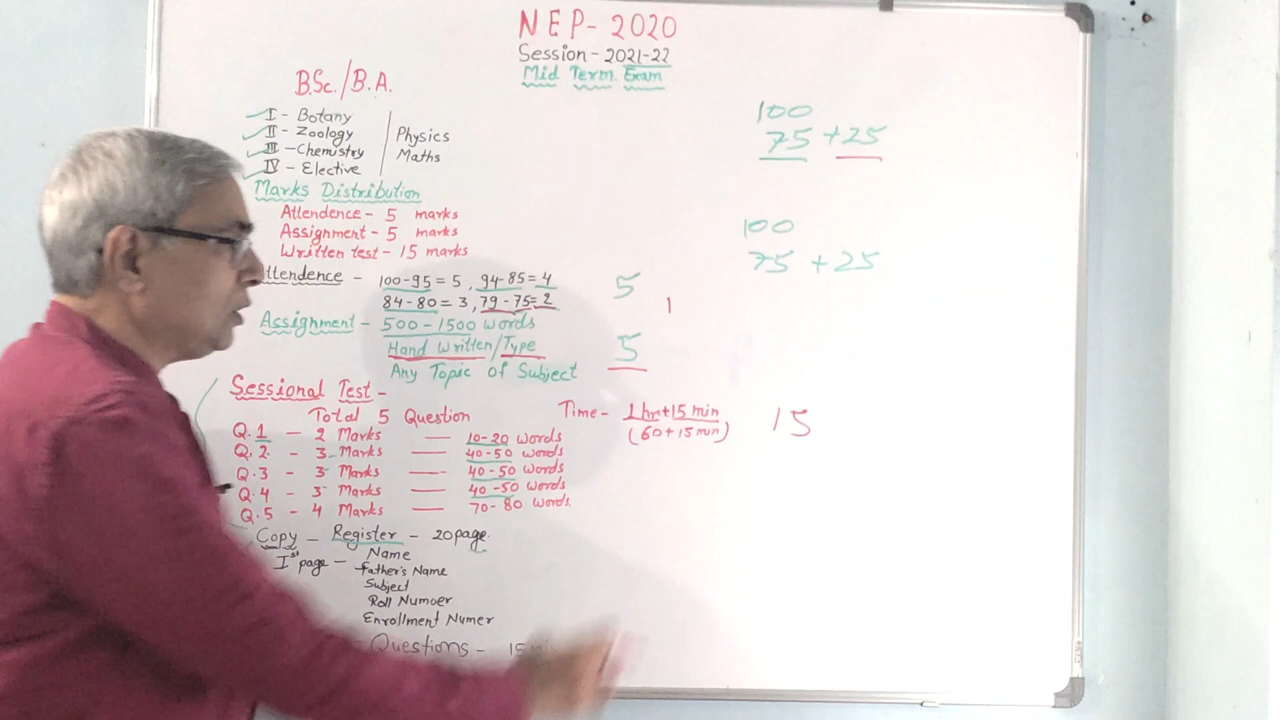 NEP-2020
Session-2021-22
Mid Term Exam
B.Sc./B.A.
I - Botany
II - Zoology
III - Chemistry
IV - Elective
Physics
Maths
100
75 + 25
Marks Distribution
Attendence - 5 marks
Assignment - 5 marks
Written test - 15 marks
100
75 + 25
ttendence - 100-95 = 5, 94-85=4
84-80 = 3, 79-75=2
5
1
Assignment - 500-1500 words
Hand Written/Type
Any Topic of Subject
5
Sessional Test -
Total 5 Question
Time- 1 hr+15 min
(60+15 min)
15
Q.1 - 2 Marks — 10-20 words
Q.2 - 3 Marks — 40-50 words
Q.3 - 3 Marks — 40-50 words
Q.4 - 3 Marks — 40-50 words
Q.5 - 4 Marks — 70-80 words.
Copy - Register - 20 page.
Ist page - Name
Father's Name
Subject
Roll Numoer
Enrollment Numer
Questions - 15